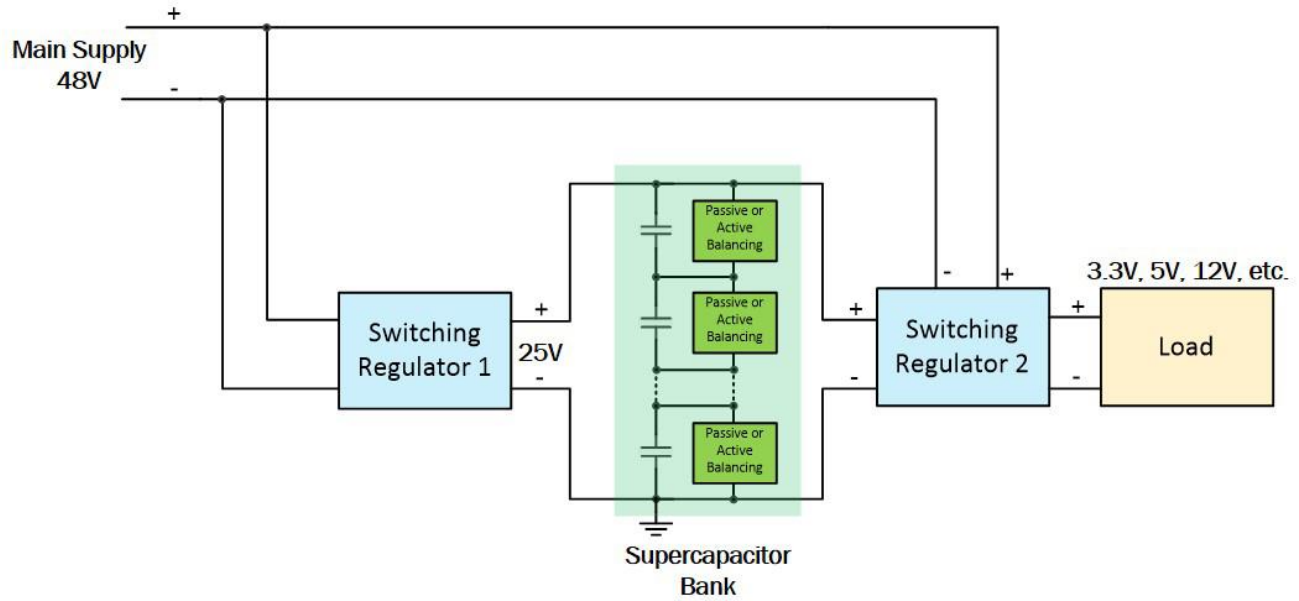 +
Main Supply
48V
-
Passive or
Active
Balancing
-
+
3.3V, 5V, 12V, etc.
Switching
Regulator 1
+
25V
-
Passive or
Active
Balancing
+
-
Switching
Regulator 2
+
-
Load
Passive or
Active
Balancing
Supercapacitor
Bank